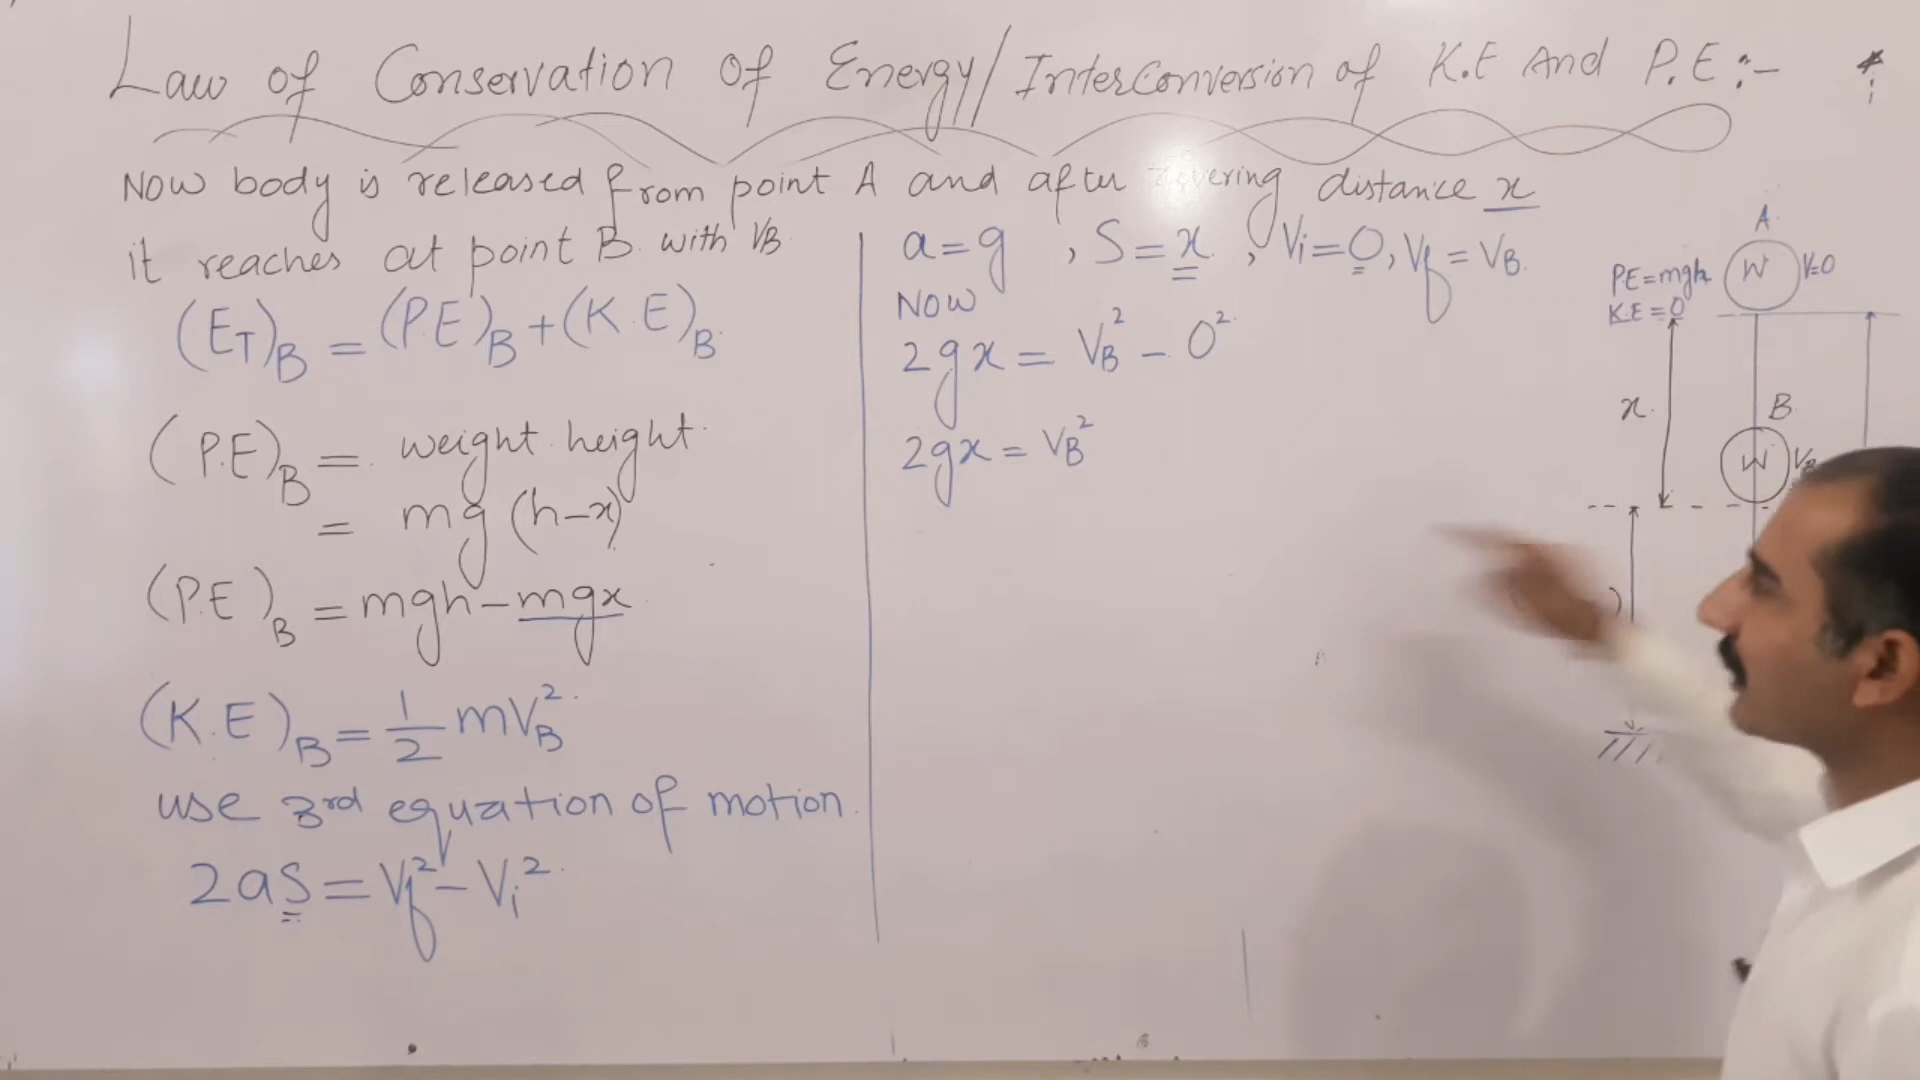 Law of Conservation Of Energy/InterConversion of K.E And P.E:-
Now body is released from point A and after distance x
it reaches at point B with VB
(ET)B = (P.E)B + (K.E)B
(P.E)B = weight . height
= mg (h-x)
(P.E)B = mgh - mgx
(K.E)B = 1/2 mVB²
use 3rd equation of motion
2aS = Vf² - Vi²
a = g , S = x , Vi = 0, Vf = VB
Now
2gx = VB² - 0²
2gx = VB²
A
P.E = mgh
K.E = 0
W
V=0
x
B
W
VB